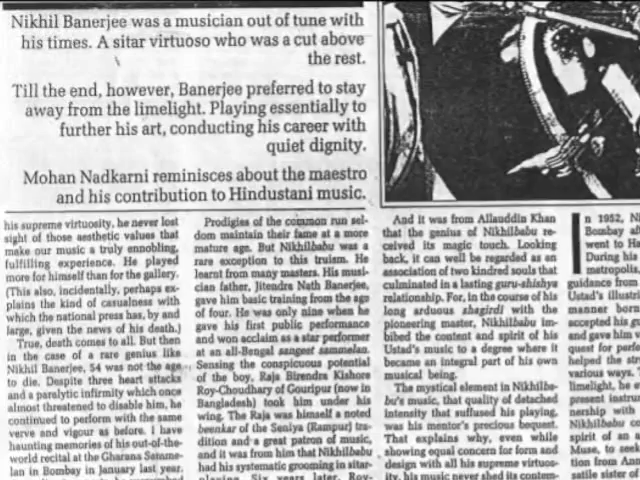 Nikhil Banerjee was a musician out of tune with
his times. A sitar virtuoso who was a cut above
the rest.
Till the end, however, Banerjee preferred to stay
away from the limelight. Playing essentially to
further his art, conducting his career with
quiet dignity.
Mohan Nadkarni reminisces about the maestro
and his contribution to Hindustani music.
his supreme virtuosity, he never lost
sight of those aesthetic values that
make our music a truly ennobling,
fulfilling experience. He played
more for himself than for the gallery.
(This also, incidentally, perhaps ex-
plains the kind of casualness with
which the national press has, by and
large, given the news of his death.)
True, death comes to all. But then
in the case of a rare genius like
Nikhil Banerjee, 54 was not the age
to die. Despite three heart attacks
and a paralytic infirmity which once
almost threatened to disable him, he
continued to perform with the same
verve and vigour as before. I have
haunting memories of his out-of-the-
world recital at the Gharana Samme-
lan in Bombay in January last year.
Prodigies of the common run sel-
dom maintain their fame at a more
mature age. But Nikhilbabu was a
rare exception to this truism. He
learnt from many masters. His musi-
cian father, Jitendra Nath Banerjee,
gave him basic training from the age
of four. He was only nine when he
gave his first public performance
and won acclaim as a star performer
at an all-Bengal sangeet sammelan.
Sensing the conspicuous potential
of the boy, Raja Birendra Kishore
Roy-Choudhary of Gouripur (now in
Bangladesh) took him under his
wing. The Raja was himself a noted
beenkar of the Seniya (Rampur) tra-
dition and a great patron of music,
and it was from him that Nikhilbabu
had his systematic grooming in sitar-
playing. Six years later, Roy-
And it was from Allauddin Khan
that the genius of Nikhilbabu re-
ceived its magic touch. Looking
back, it can well be regarded as an
association of two kindred souls that
culminated in a lasting guru-shishya
relationship. For, in the course of his
long arduous shagirdi with the
pioneering master, Nikhilbabu im-
bibed the content and spirit of his
Ustad's music to a degree where it
became an integral part of his own
musical being.
The mystical element in Nikhilba-
bu's music, that quality of detached
intensity that suffused his playing,
was his mentor's precious bequest.
That explains why, even while
showing equal concern for form and
design with all his supreme virtuos-
ity, his music never shed its contem-
In 1952, Ni
Bombay aft
went to H
During his
metropolis
guidance from
Ustad's illustri
manner born
accepted his g
and gave him v
quest for perfe
helped the str
various ways. T
limelight, he s
present instrum
nership with
Nikhilbabu co
spirit of an
Muse, to seek
tion from Ann
satile sister of